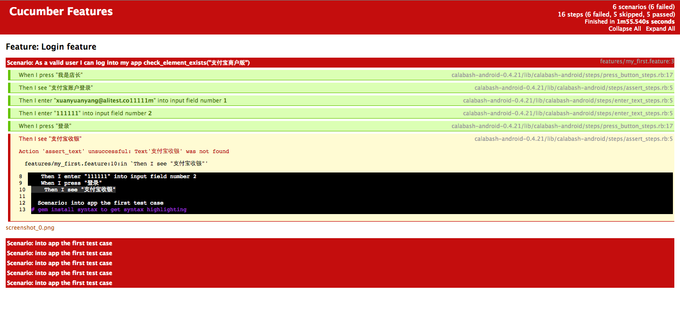 Cucumber Features
6 scenarios (6 failed)
16 steps (6 failed, 5 skipped, 5 passed)
Finished in 1m55.540s seconds
Collapse All Expand All
Feature: Login feature
Scenario: As a valid user I can log into my app check_element_exists("支付宝商户版") features/my_first.feature:3
When I press "我是店长" calabash-android-0.4.21/lib/calabash-android/steps/press_button_steps.rb:17
Then I see "支付宝商户登录" calabash-android-0.4.21/lib/calabash-android/steps/assert_steps.rb:5
Then I enter "xuanyuanyang@alitest.co11111m" into input field number 1 calabash-android-0.4.21/lib/calabash-android/steps/enter_text_steps.rb:5
Then I enter "111111" into input field number 2 calabash-android-0.4.21/lib/calabash-android/steps/enter_text_steps.rb:5
When I press "登录" calabash-android-0.4.21/lib/calabash-android/steps/press_button_steps.rb:17
Then I see "支付宝收银" calabash-android-0.4.21/lib/calabash-android/steps/assert_steps.rb:5
Action 'assert_text' unsuccessful: Text'支付宝收银' was not found
features/my_first.feature:10:in `Then I see "支付宝收银"'
8 Then I enter "111111" into input field number 2
9 When I press "登录"
10 Then I see "支付宝收银"
11
12 Scenario: into app the first test case
13 # gem install syntax to get syntax highlighting
screenshot_0.png
Scenario: into app the first test case
Scenario: into app the first test case
Scenario: into app the first test case
Scenario: into app the first test case
Scenario: into app the first test case